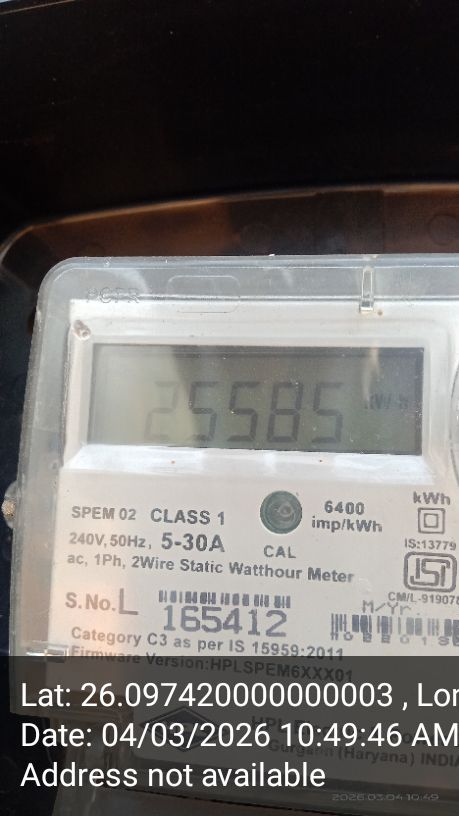 25585 kW h
SPEM 02 CLASS 1
6400
imp/kWh
kWh
240V,50Hz, 5-30A
CAL
IS:13779
ac, 1Ph, 2Wire Static Watthour Meter
ISI
CM/L-919078
S.No. L 165412
M/Yr.
Category C3 as per IS 15959:2011
Firmware Version:HPLSPEM6XXX01
Lat: 26.097420000000003 , Lon
Date: 04/03/2026 10:49:46 AM
Gurgaon (Haryana) INDIA
Address not available
2026.03.04 10:49